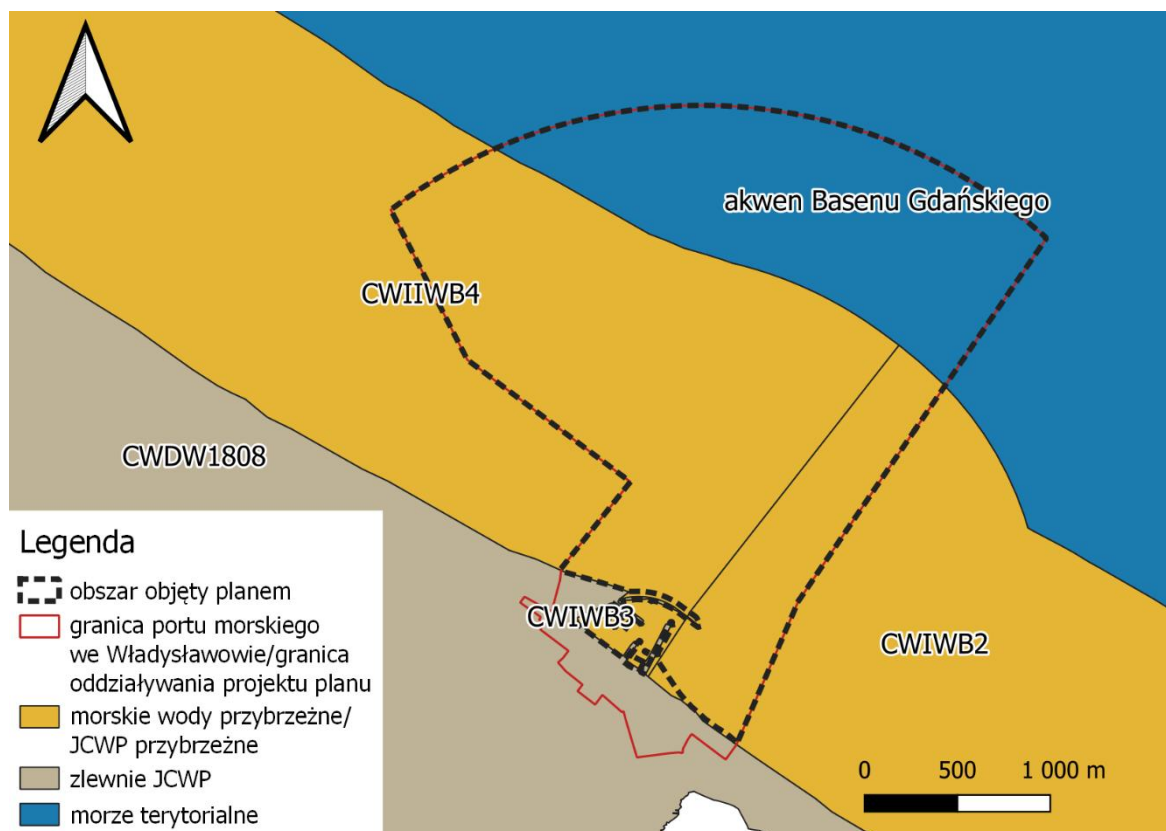 akwen Basenu Gdańskiego
CWIIWB4
CWDW1808
CWIWB3
CWIWB2
Legenda
obszar objęty planem
granica portu morskiego
we Władysławowie/granica
oddziaływania projektu planu
morskie wody przybrzeżne/
JCWP przybrzeżne
zlewnie JCWP
morze terytorialne
0 500 1 000 m